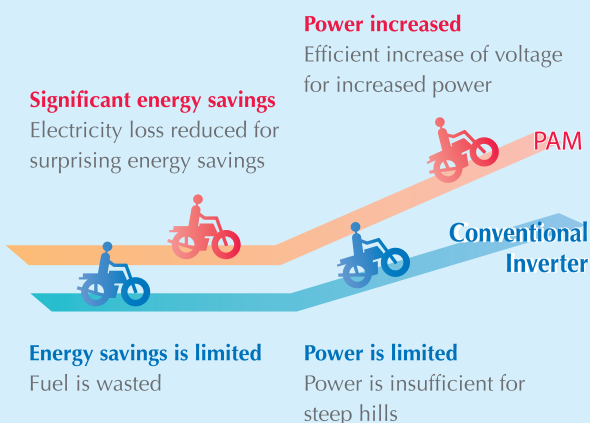 Power increased
Efficient increase of voltage
for increased power
Significant energy savings
Electricity loss reduced for
surprising energy savings
PAM
Conventional
Inverter
Energy savings is limited
Fuel is wasted
Power is limited
Power is insufficient for
steep hills